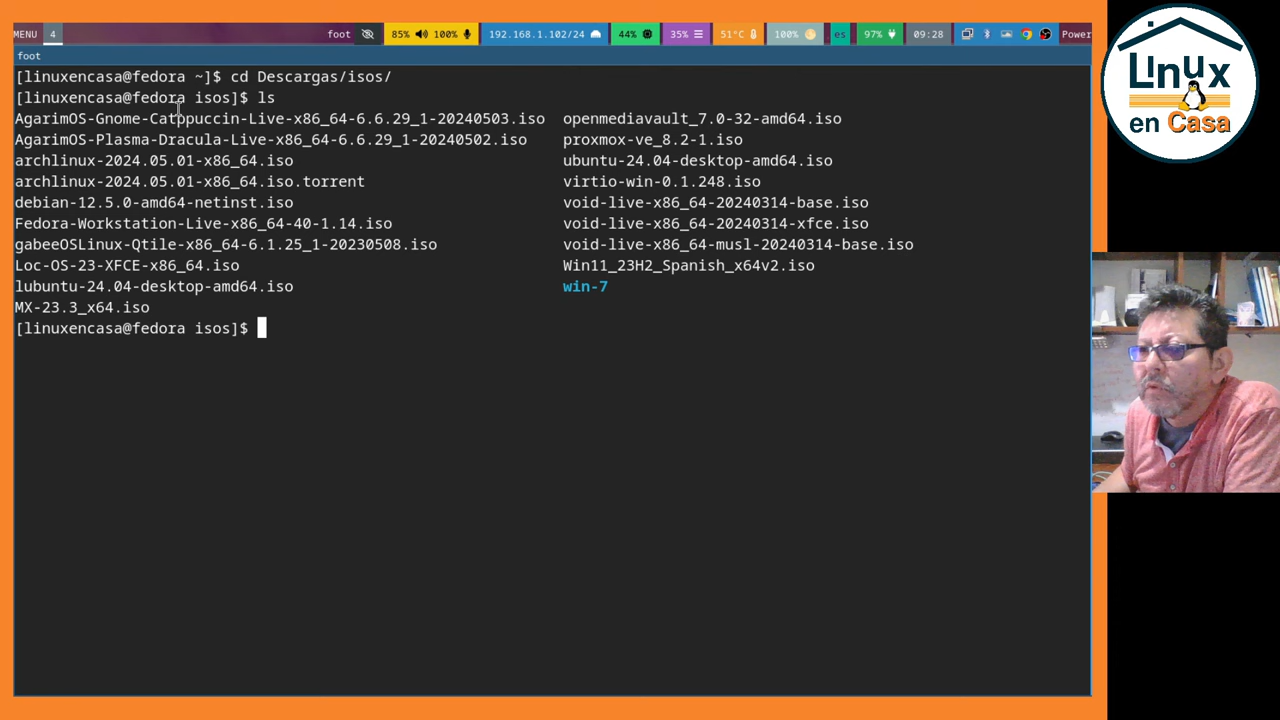 MENU 4 foot 85% 100% 192.168.1.102/24 44% 35% 51°C 100% es 97% 09:28 Power
foot
[linuxencasa@fedora ~]$ cd Descargas/isos/
[linuxencasa@fedora isos]$ ls
AgarimOS-Gnome-Catppuccin-Live-x86_64-6.6.29_1-20240503.iso openmediavault_7.0-32-amd64.iso
AgarimOS-Plasma-Dracula-Live-x86_64-6.6.29_1-20240502.iso proxmox-ve_8.2-1.iso
archlinux-2024.05.01-x86_64.iso ubuntu-24.04-desktop-amd64.iso
archlinux-2024.05.01-x86_64.iso.torrent virtio-win-0.1.248.iso
debian-12.5.0-amd64-netinst.iso void-live-x86_64-20240314-base.iso
Fedora-Workstation-Live-x86_64-40-1.14.iso void-live-x86_64-20240314-xfce.iso
gabeeOSLinux-Qtile-x86_64-6.1.25_1-20230508.iso void-live-x86_64-musl-20240314-base.iso
Loc-OS-23-XFCE-x86_64.iso Win11_23H2_Spanish_x64v2.iso
lubuntu-24.04-desktop-amd64.iso win-7
MX-23.3_x64.iso
[linuxencasa@fedora isos]$
Linux
en Casa